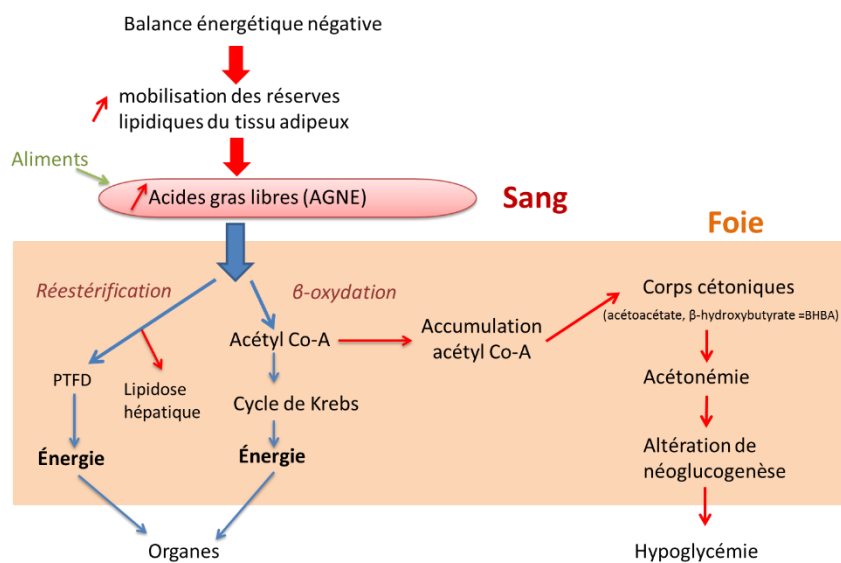 Balance énergétique négative
mobilisation des réserves
lipidiques du tissu adipeux
Aliments
Acides gras libres (AGNE)
Sang
Foie
Réestérification
β-oxydation
Corps cétoniques
(acétoacétate, β-hydroxybutyrate =BHBA)
Acétyl Co-A
Accumulation
acétyl Co-A
PTFD
Lipidose
hépatique
Acétonémie
Cycle de Krebs
Énergie
Énergie
Altération de
néoglucogenèse
Organes
Hypoglycémie